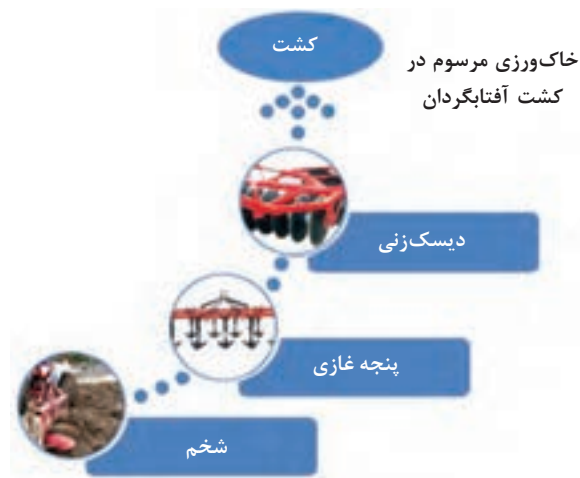 کشت
خاک‌ورزی مرسوم در
کشت آفتابگردان
دیسک‌زنی
پنجه غازی
شخم